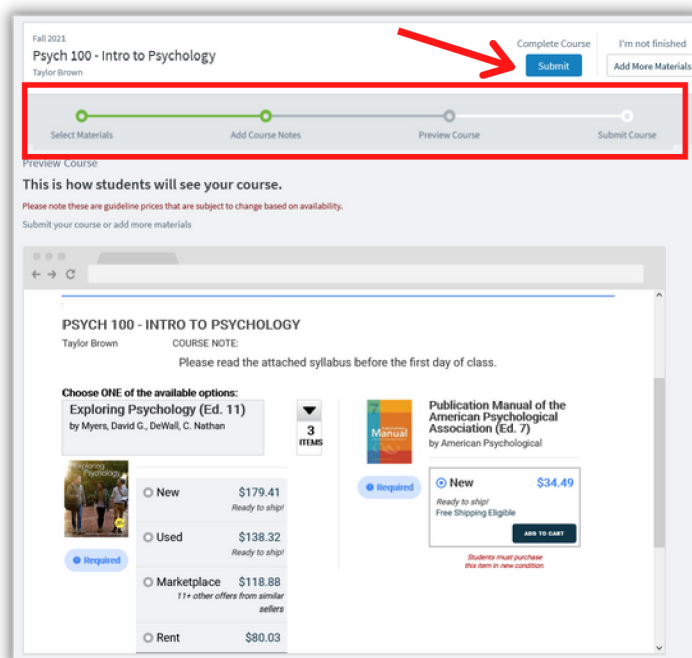 Fall 2021
Psych 100 - Intro to Psychology
Taylor Brown
Complete Course
Submit
I'm not finished
Add More Materials
Select Materials
Add Course Notes
Preview Course
Submit Course
Preview Course
This is how students will see your course.
Please note these are guideline prices that are subject to change based on availability.
Submit your course or add more materials
PSYCH 100 - INTRO TO PSYCHOLOGY
Taylor Brown
COURSE NOTE:
Please read the attached syllabus before the first day of class.
Choose ONE of the available options:
Exploring Psychology (Ed. 11)
by Myers, David G., DeWall, C. Nathan
3
ITEMS
Exploring
Psychology
Required
New $179.41
Ready to ship!
Used $138.32
Ready to ship!
Marketplace $118.88
11+ other offers from similar
sellers
Rent $80.03
Manual
Required
Publication Manual of the
American Psychological
Association (Ed. 7)
by American Psychological
New $34.49
Ready to ship!
Free Shipping Eligible
ADD TO CART
Students must purchase
this item in new condition.